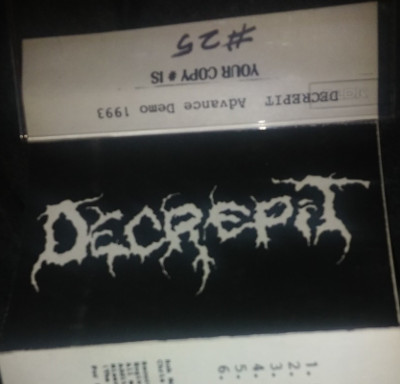 YOUR COPY # IS
#25
DECREPIT Advance Demo 1993
DECREPIT
1.
2.
3.
4.
5.
6.